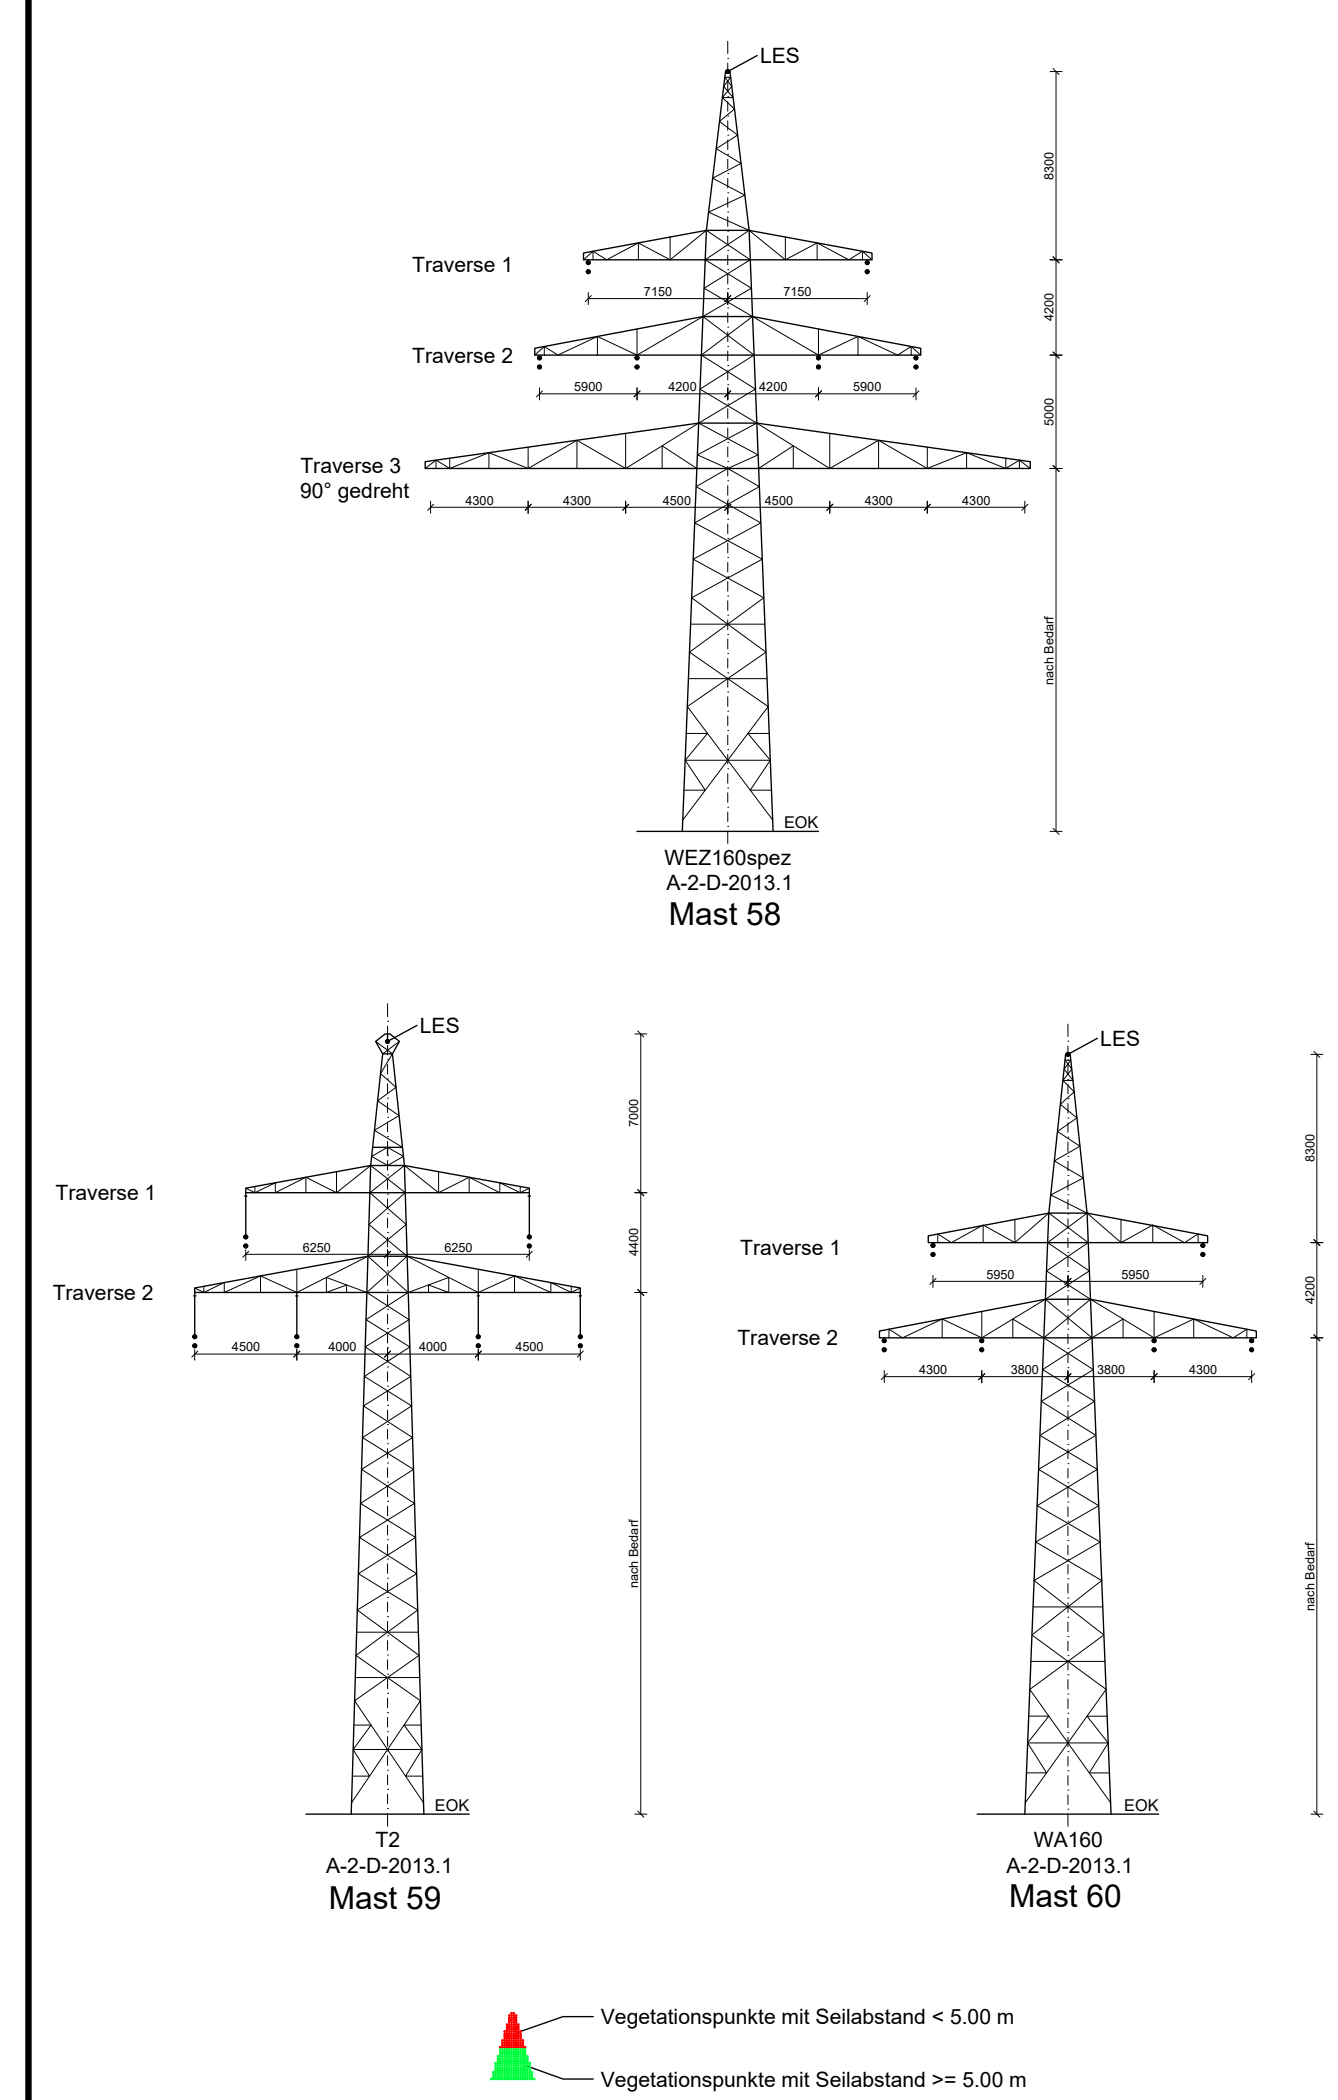 LES
8300
Traverse 1
7150 7150
4200
Traverse 2
5900 4200 4200 5900
5000
Traverse 3
90° gedreht
4300 4300 4500 4500 4300 4300
nach Bedarf
EOK
WEZ160spez
A-2-D-2013.1
Mast 58
LES
7000
Traverse 1
6250 6250
4400
Traverse 2
4500 4000 4000 4500
nach Bedarf
EOK
T2
A-2-D-2013.1
Mast 59
LES
8300
Traverse 1
5950 5950
4200
Traverse 2
4300 3800 3800 4300
nach Bedarf
EOK
WA160
A-2-D-2013.1
Mast 60
Vegetationspunkte mit Seilabstand < 5.00 m
Vegetationspunkte mit Seilabstand >= 5.00 m